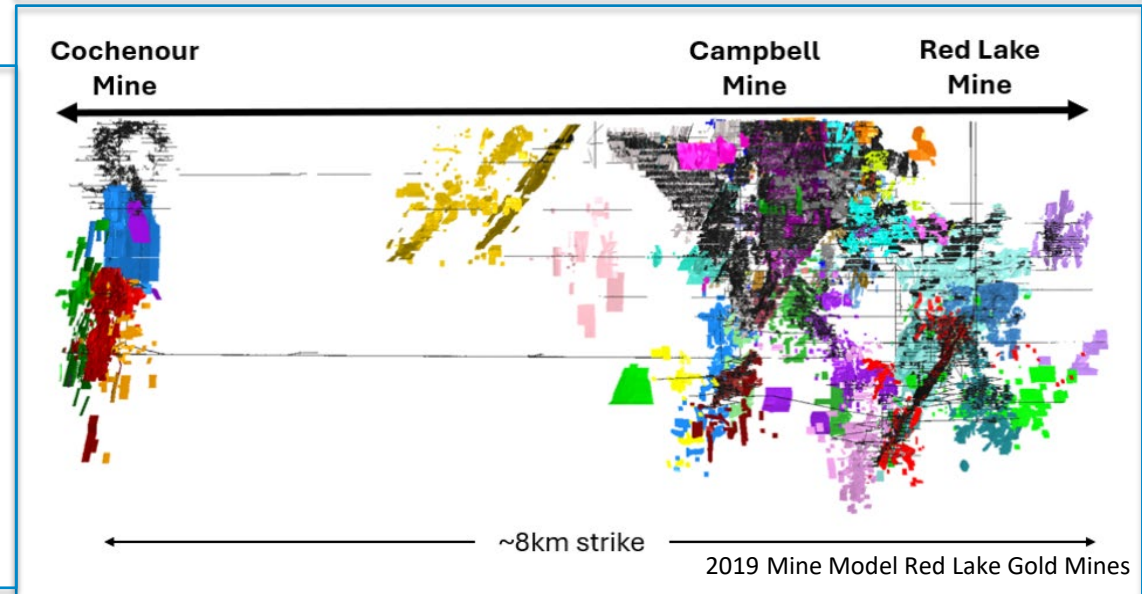 Cochenour
Mine
Campbell
Mine
Red Lake
Mine
~8km strike
2019 Mine Model Red Lake Gold Mines